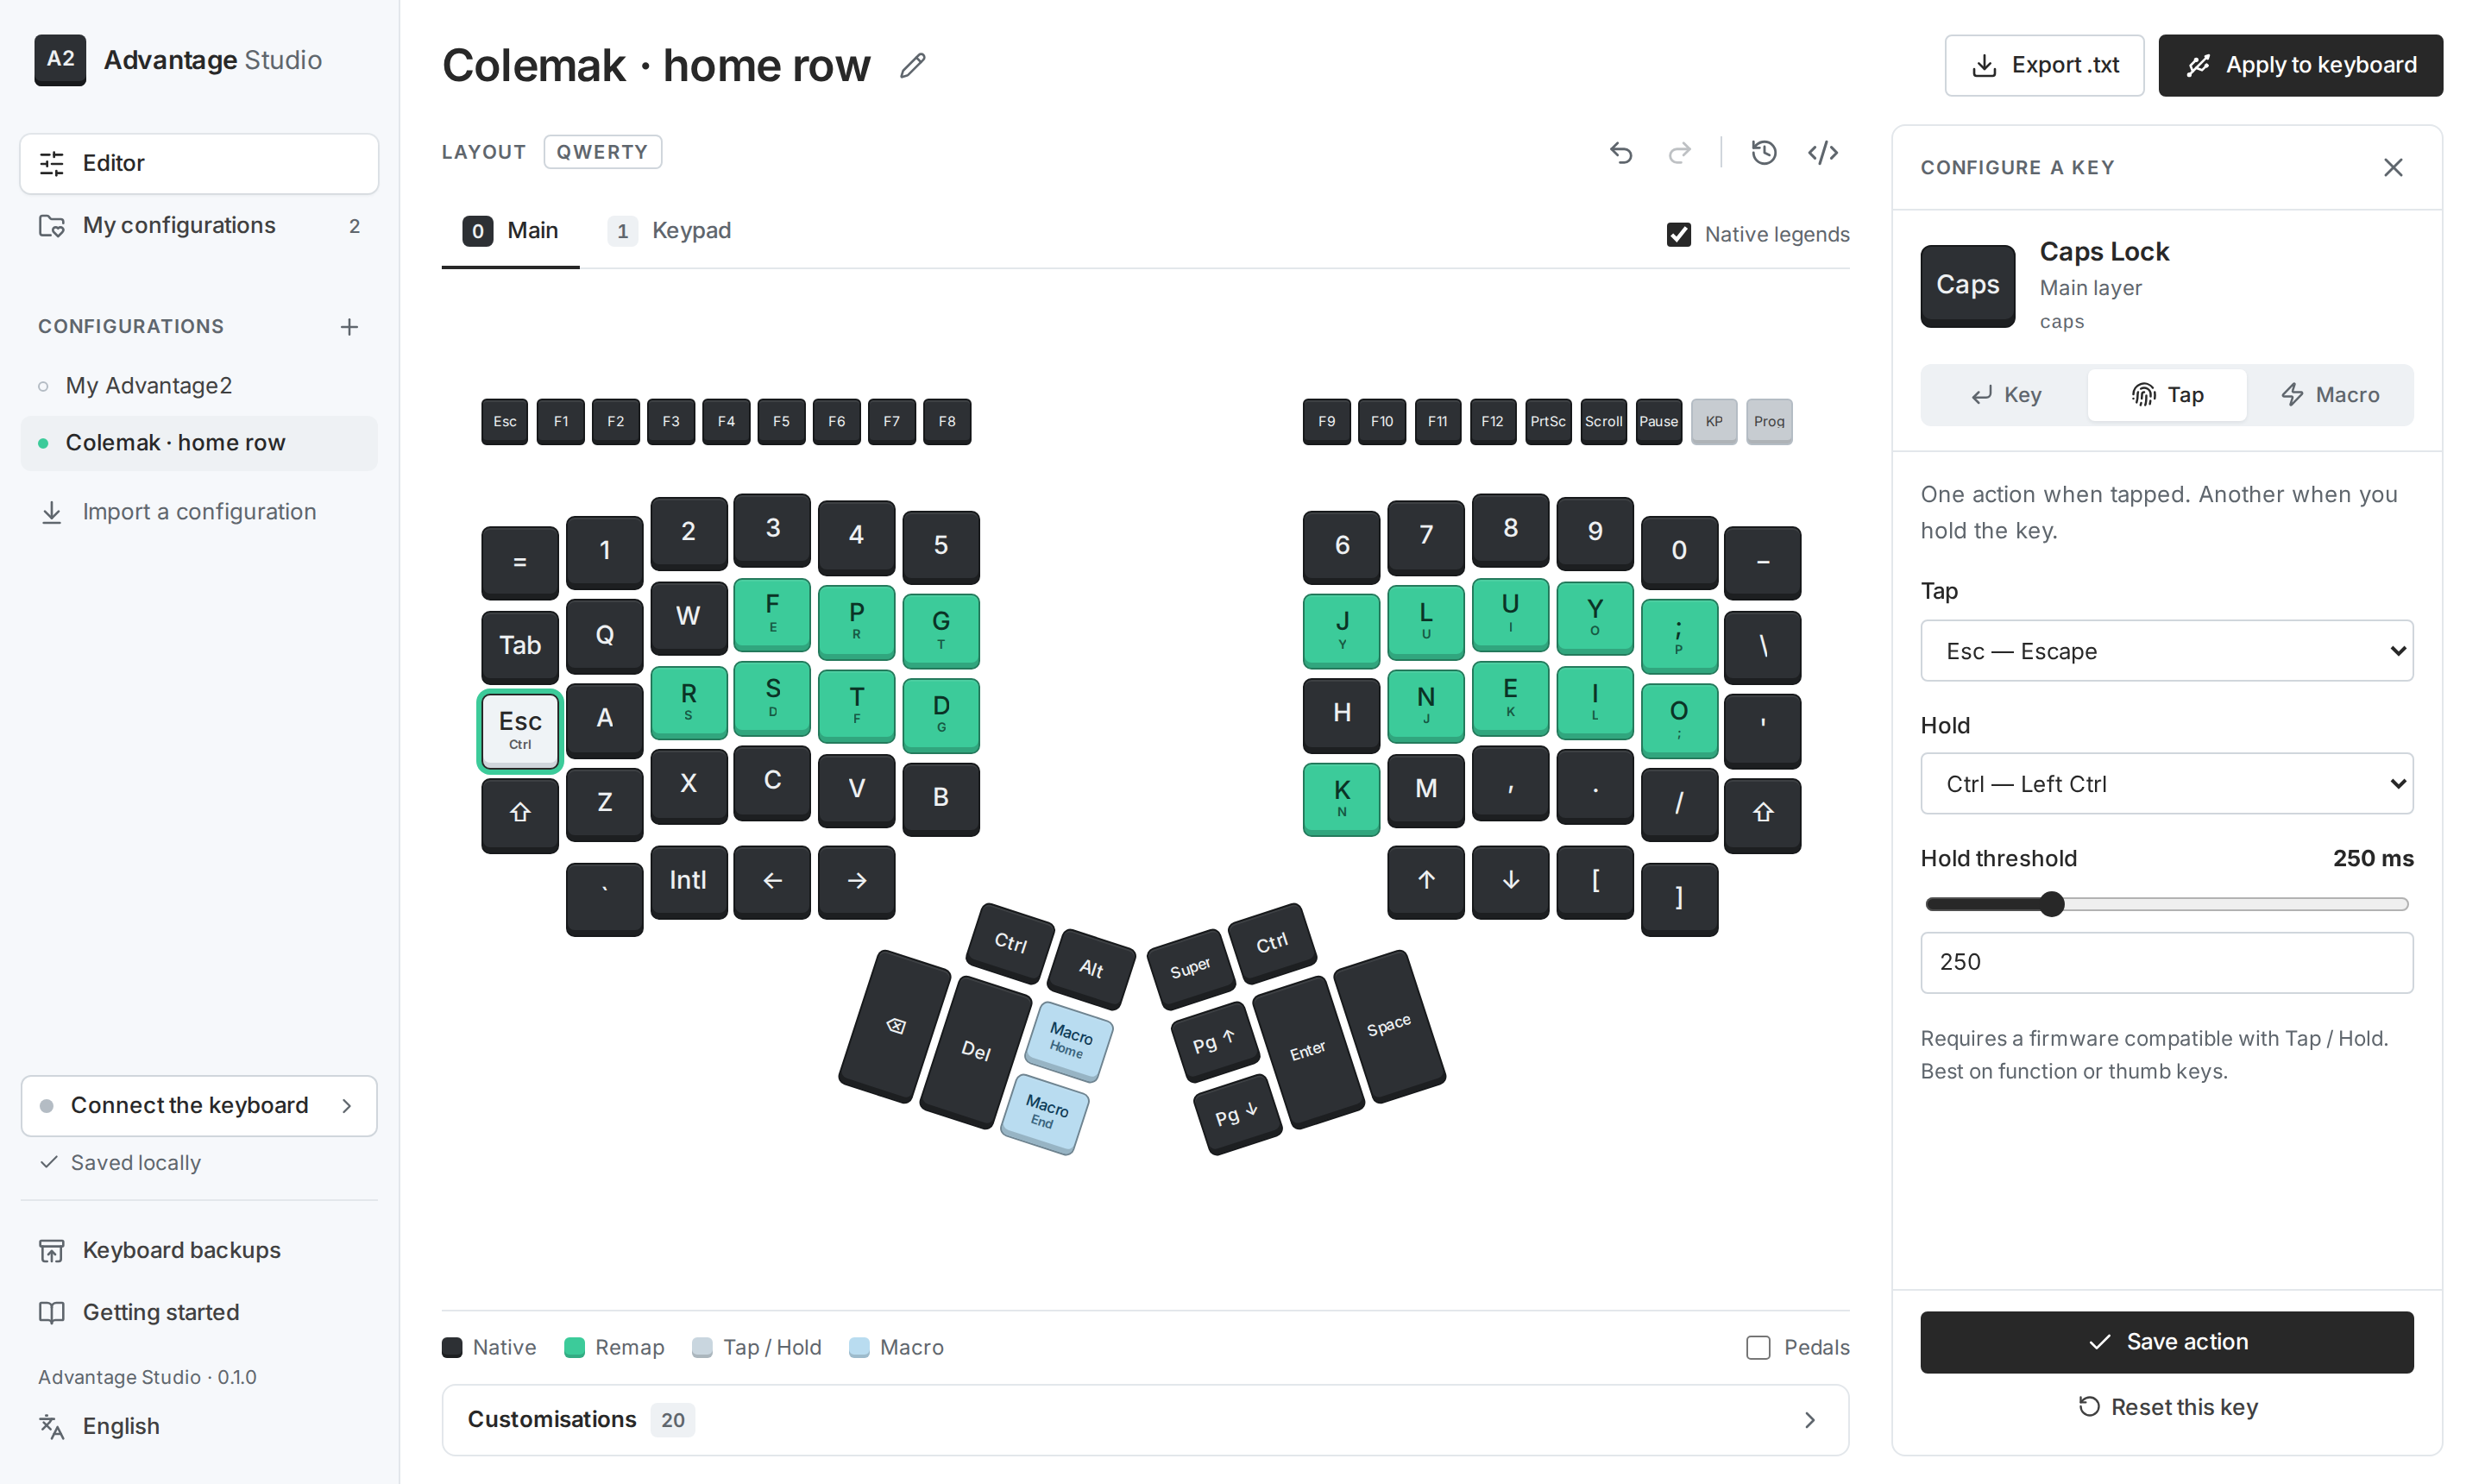 A2 Advantage Studio
Editor
My configurations 2
CONFIGURATIONS
My Advantage2
Colemak · home row
Import a configuration
Connect the keyboard
Saved locally
Keyboard backups
Getting started
Advantage Studio · 0.1.0
English
Colemak · home row
Export .txt
Apply to keyboard
LAYOUT QWERTY
0 Main 1 Keypad
Native legends
Esc F1 F2 F3 F4 F5 F6 F7 F8
F9 F10 F11 F12 PrtSc Scroll Pause KP Prog
= 1 2 3 4 5
6 7 8 9 0 −
Tab Q W F E P R G T
J Y L U U I Y O ; P \
Esc Ctrl A R S S D T F D G
H N J E K I L O ; '
⇧ Z X C V B
K N M , . / ⇧
` Intl ← →
↑ ↓ [ ]
Ctrl Alt
Super Ctrl
⌫ Del Macro Home
Macro End
Pg ↑ Enter Space
Pg ↓
Native Remap Tap / Hold Macro
Pedals
Customisations 20
CONFIGURE A KEY
Caps
Caps Lock
Main layer
caps
Key Tap Macro
One action when tapped. Another when you
hold the key.
Tap
Esc — Escape
Hold
Ctrl — Left Ctrl
Hold threshold 250 ms
250
Requires a firmware compatible with Tap / Hold.
Best on function or thumb keys.
Save action
Reset this key